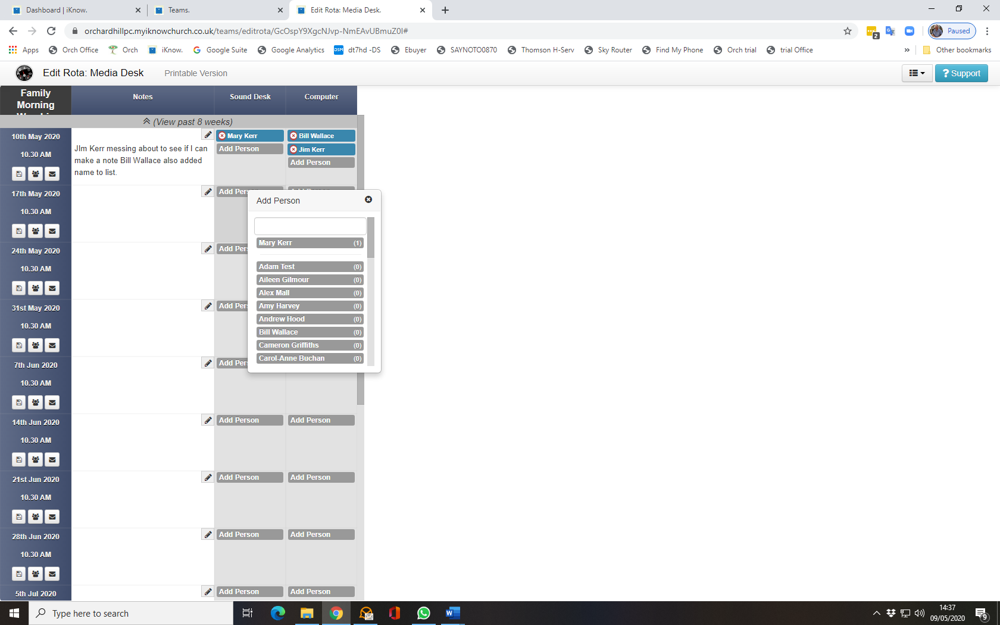 Dashboard | iKnow.
Teams.
Edit Rota: Media Desk.
orchardhillpc.myiknowchurch.co.uk/teams/editrota/GcOspY9XgcNJvp-NmEAvUBmuZ0I#
2
Paused
Apps
Orch Office
Orch
iKnow.
Google Suite
Google Analytics
DSM
dt7hd -DS
Ebuyer
SAYNOTO0870
Thomson H-Serv
Sky Router
Find My Phone
Orch trial
trial Office
»
Other bookmarks
Edit Rota: Media Desk
Printable Version
? Support
Family
Morning
Notes
Sound Desk
Computer
(View past 8 weeks)
10th May 2020
10.30 AM
JIm Kerr messing about to see if I can
make a note Bill Wallace also added
name to list.
Mary Kerr
Add Person
Bill Wallace
Jim Kerr
Add Person
17th May 2020
10.30 AM
Add Pers
24th May 2020
10.30 AM
Add Pers
31st May 2020
10.30 AM
Add Pers
7th Jun 2020
10.30 AM
Add Pers
Add Person
Mary Kerr (1)
Adam Test (0)
Aileen Gilmour (0)
Alex Mall (0)
Amy Harvey (0)
Andrew Hood (0)
Bill Wallace (0)
Cameron Griffiths (0)
Carol-Anne Buchan (0)
14th Jun 2020
10.30 AM
Add Person
Add Person
21st Jun 2020
10.30 AM
Add Person
Add Person
28th Jun 2020
10.30 AM
Add Person
Add Person
5th Jul 2020
Add Person
Add Person
Type here to search
14:37
09/05/2020
9